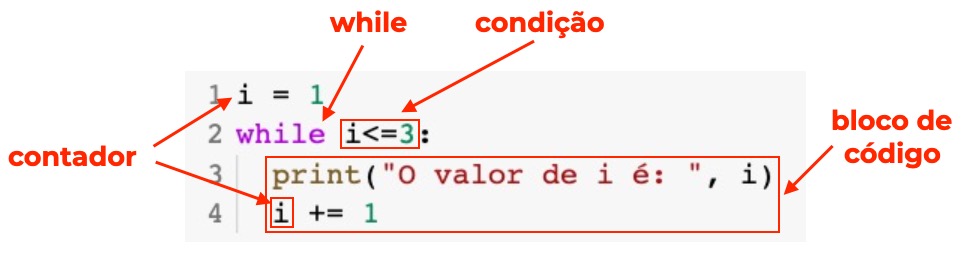 while
condição
1 i = 1
2 while i<=3:
contador
bloco de
código
3 print("O valor de i é: ", i)
4 i += 1